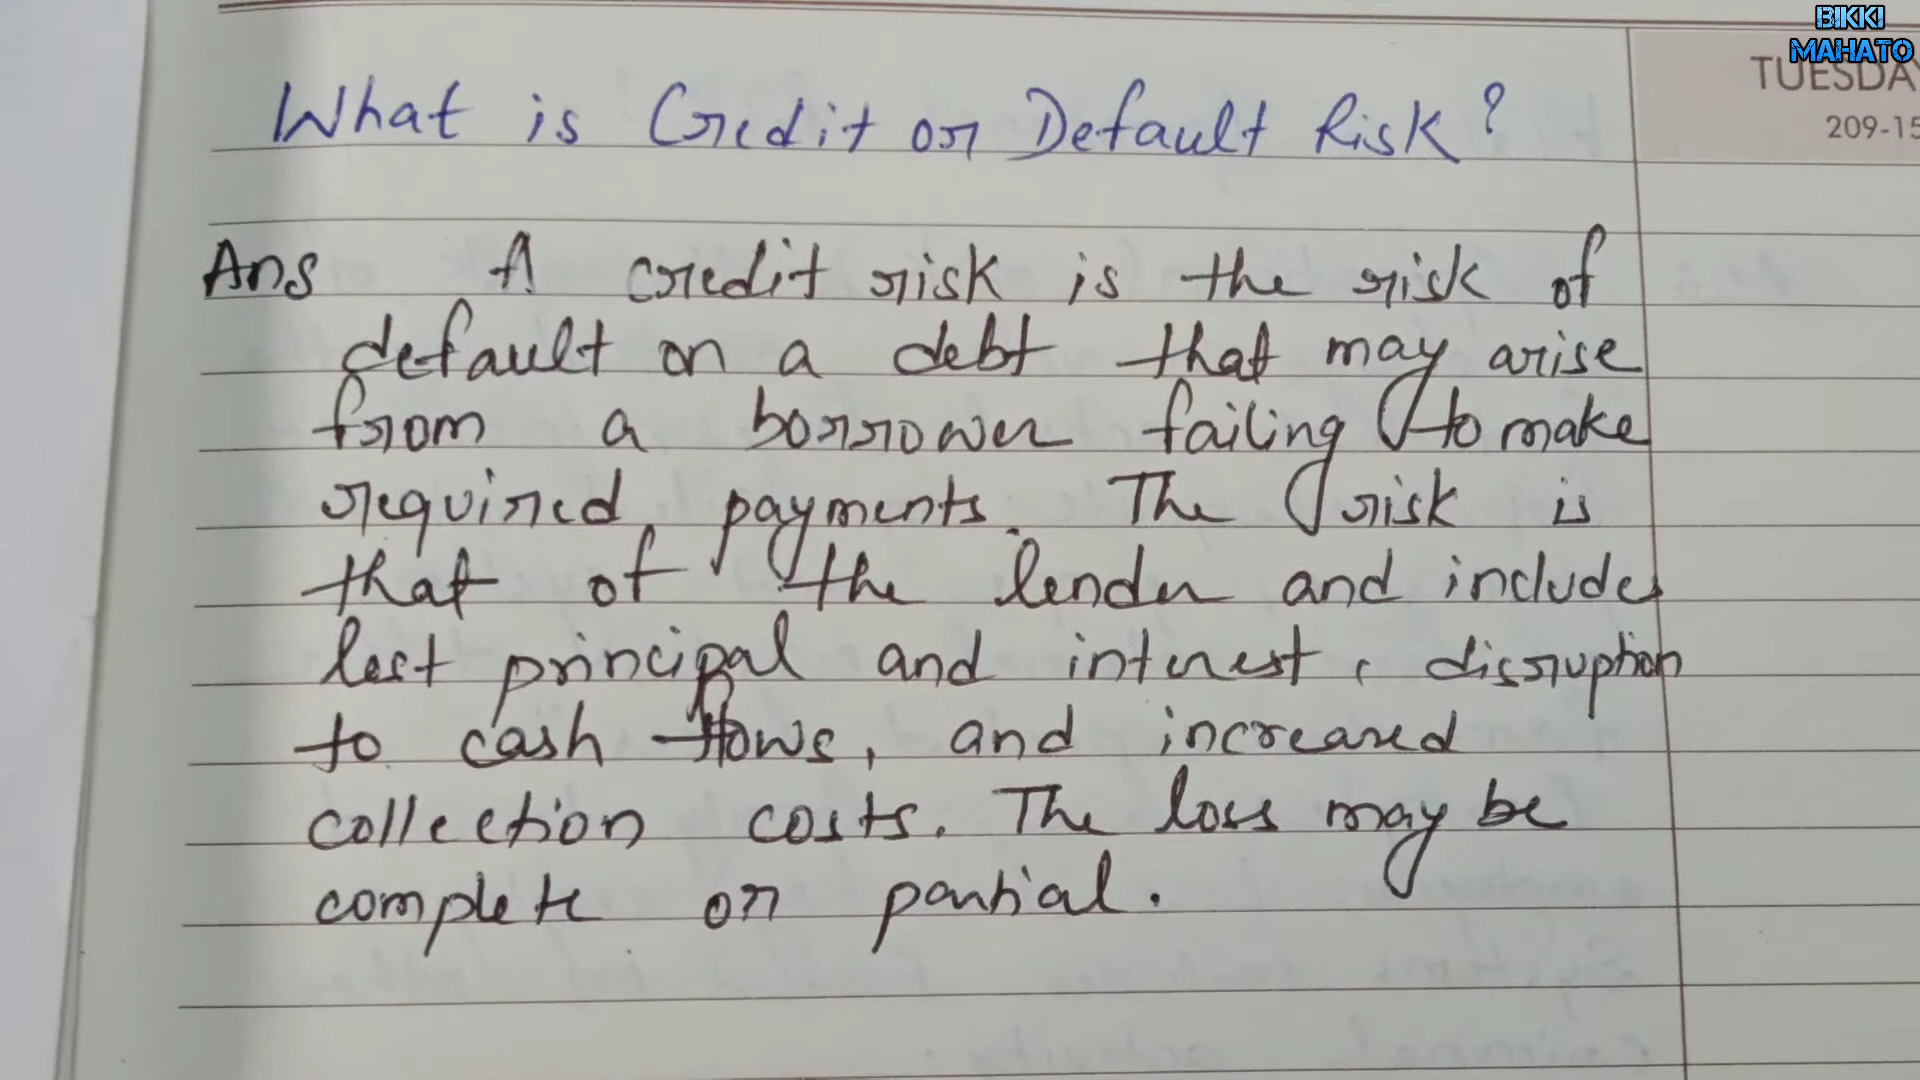 BIKKI
MAHATO
TUESDA
209-15
What is Credit or Default Risk?
Ans A credit risk is the risk of
default on a debt that may arise
from a borrower failing to make
required payments. The risk is
that of the lender and includes
lost principal and interest, disruption
to cash flows, and increased
collection costs. The loss may be
complete or partial.